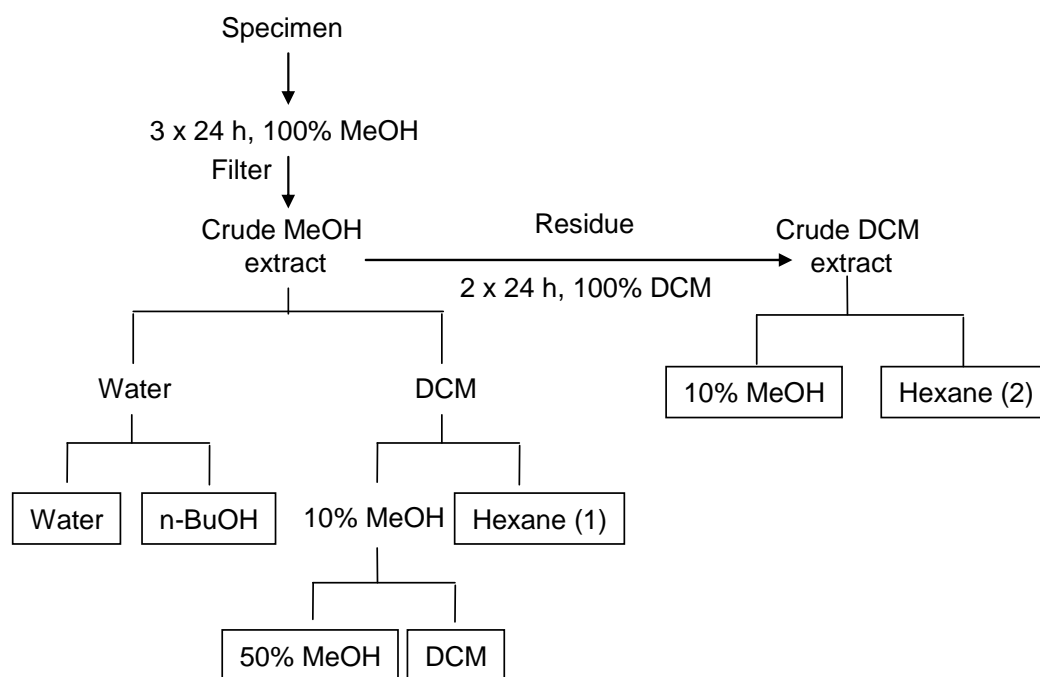 Specimen
3 x 24 h, 100% MeOH
Filter
Crude MeOH
extract
Residue
2 x 24 h, 100% DCM
Crude DCM
extract
Water
DCM
10% MeOH
Hexane (2)
Water
n-BuOH
10% MeOH
Hexane (1)
50% MeOH
DCM